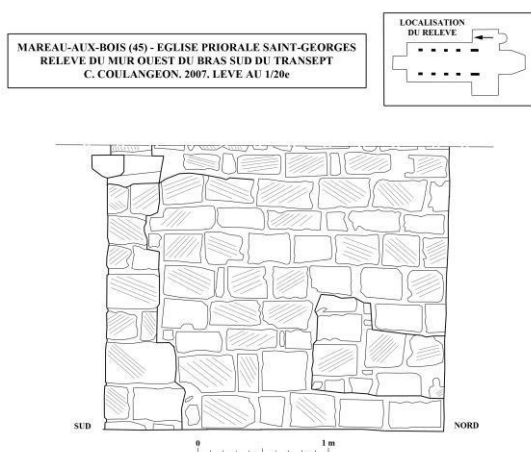 MAREAU-AUX-BOIS (45) - EGLISE PRIORALE SAINT-GEORGES
RELEVE DU MUR OUEST DU BRAS SUD DU TRANSEPT
C. COULANGEON. 2007. LEVE AU 1/20e
LOCALISATION
DU RELEVE
SUD
NORD
0
1 m